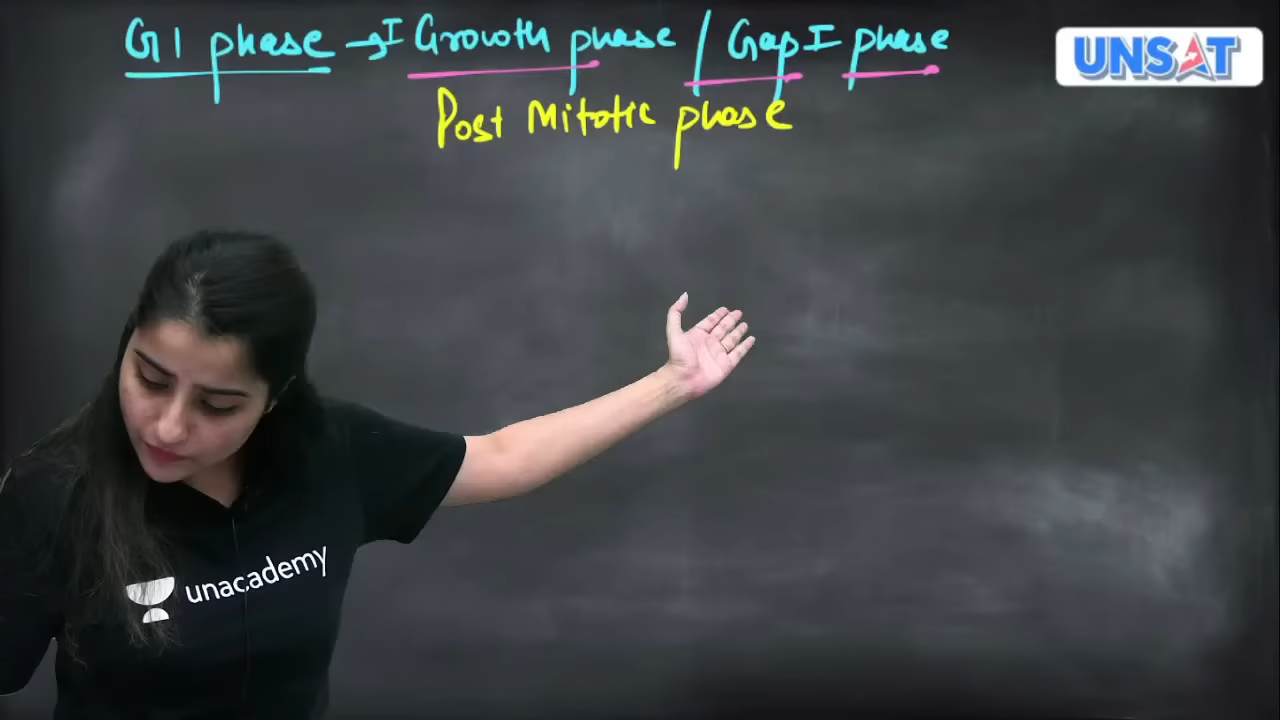 G1 phase → I Growth phase / Gap I phase
UNSAT
Post Mitotic phase
unacademy